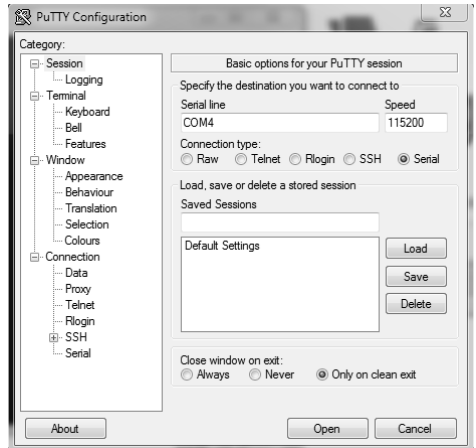 PuTTY Configuration
Category:
Session
Logging
Terminal
Keyboard
Bell
Features
Window
Appearance
Behaviour
Translation
Selection
Colours
Connection
Data
Proxy
Telnet
Rlogin
SSH
Serial
Basic options for your PuTTY session
Specify the destination you want to connect to
Serial line Speed
COM4 115200
Connection type:
Raw Telnet Rlogin SSH Serial
Load, save or delete a stored session
Saved Sessions
Default Settings
Load
Save
Delete
Close window on exit:
Always Never Only on clean exit
About Open Cancel